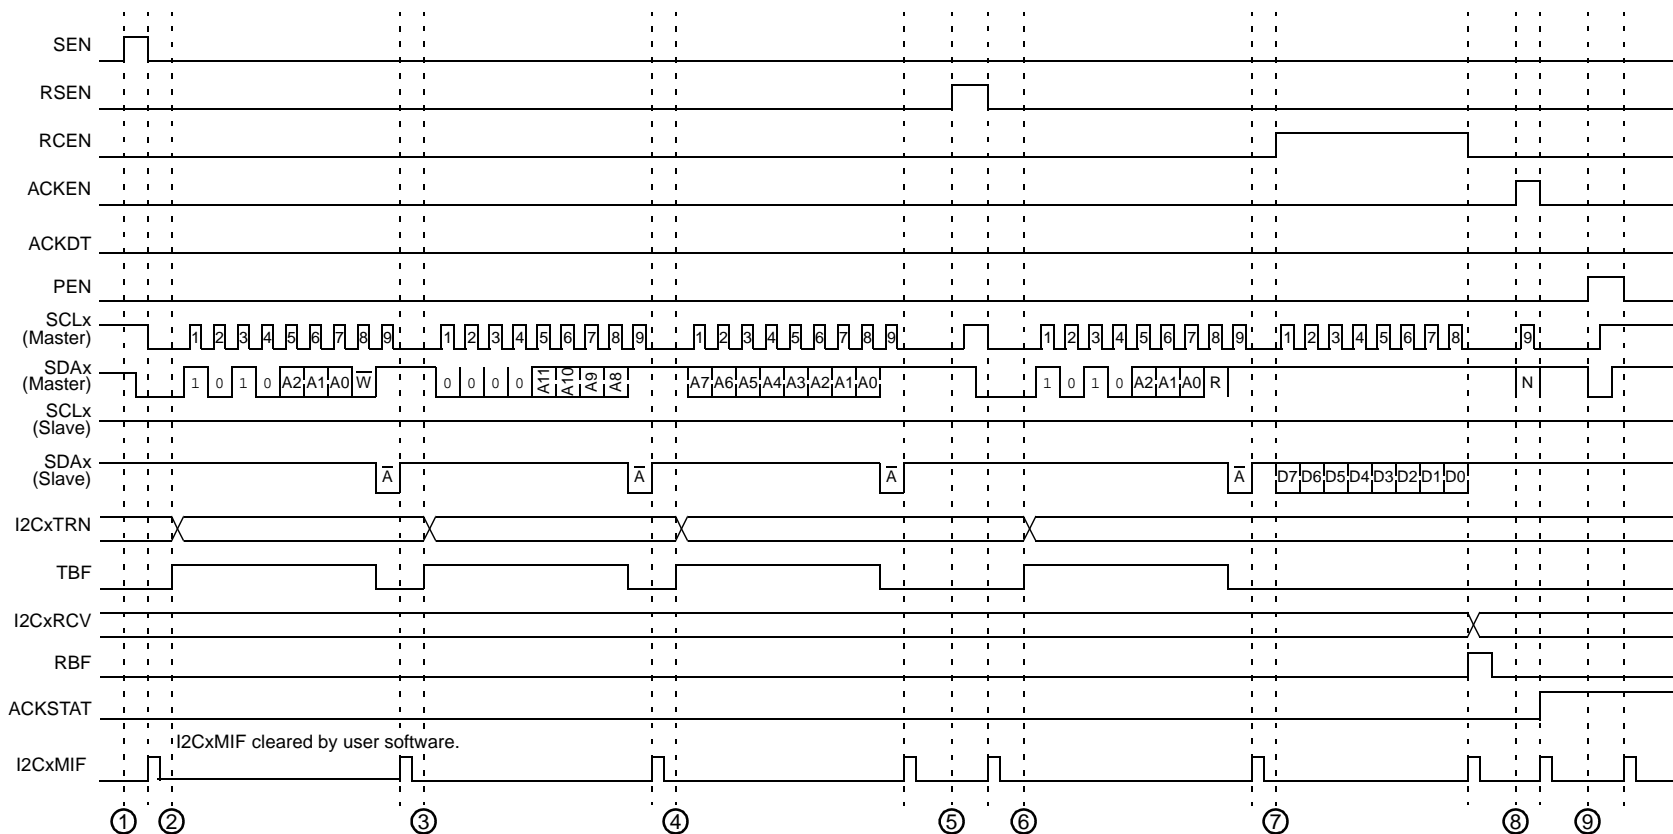 SEN
RSEN
RCEN
ACKEN
ACKDT
PEN
SCLx
(Master)
1 2 3 4 5 6 7 8 9 1 2 3 4 5 6 7 8 9 1 2 3 4 5 6 7 8 9 1 2 3 4 5 6 7 8 9 1 2 3 4 5 6 7 8 9
SDAx
(Master)
1 0 1 0 A2 A1 A0 W̅ 0 0 0 0 A11 A10 A9 A8 A7 A6 A5 A4 A3 A2 A1 A0 1 0 1 0 A2 A1 A0 R N
SCLx
(Slave)
SDAx
(Slave)
A̅ A̅ A̅ A̅ D7 D6 D5 D4 D3 D2 D1 D0
I2CxTRN
TBF
I2CxRCV
RBF
ACKSTAT
I2CxMIF cleared by user software.
I2CxMIF
1 2 3 4 5 6 7 8 9